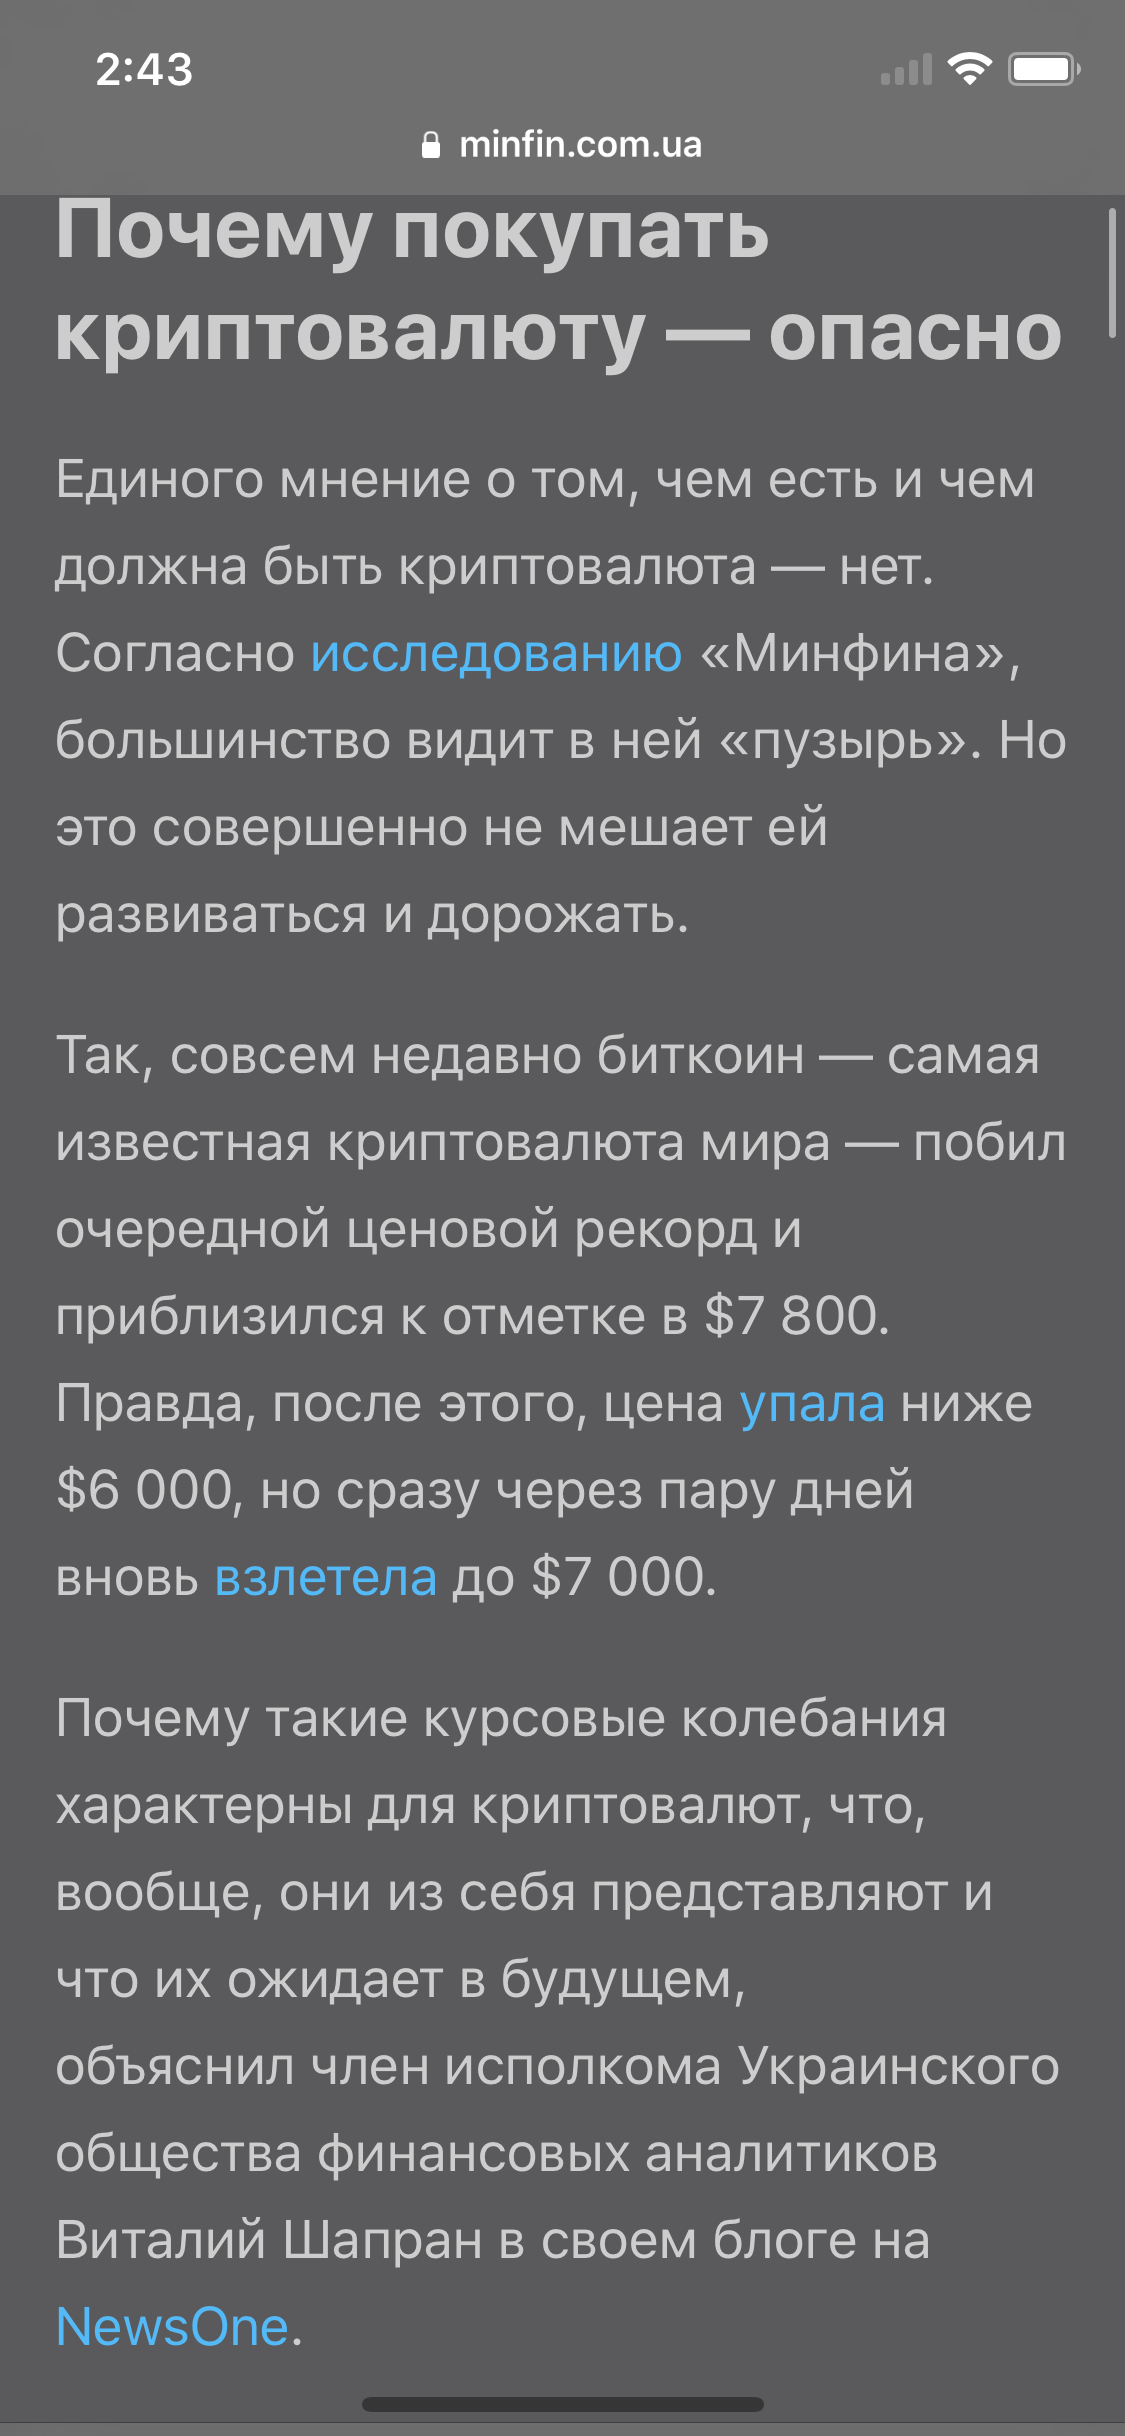 2:43
minfin.com.ua
Почему покупать
криптовалюту — опасно
Единого мнение о том, чем есть и чем
должна быть криптовалюта — нет.
Согласно исследованию «Минфина»,
большинство видит в ней «пузырь». Но
это совершенно не мешает ей
развиваться и дорожать.
Так, совсем недавно биткоин — самая
известная криптовалюта мира — побил
очередной ценовой рекорд и
приблизился к отметке в $7 800.
Правда, после этого, цена упала ниже
$6 000, но сразу через пару дней
вновь взлетела до $7 000.
Почему такие курсовые колебания
характерны для криптовалют, что,
вообще, они из себя представляют и
что их ожидает в будущем,
объяснил член исполкома Украинского
общества финансовых аналитиков
Виталий Шапран в своем блоге на
NewsOne.